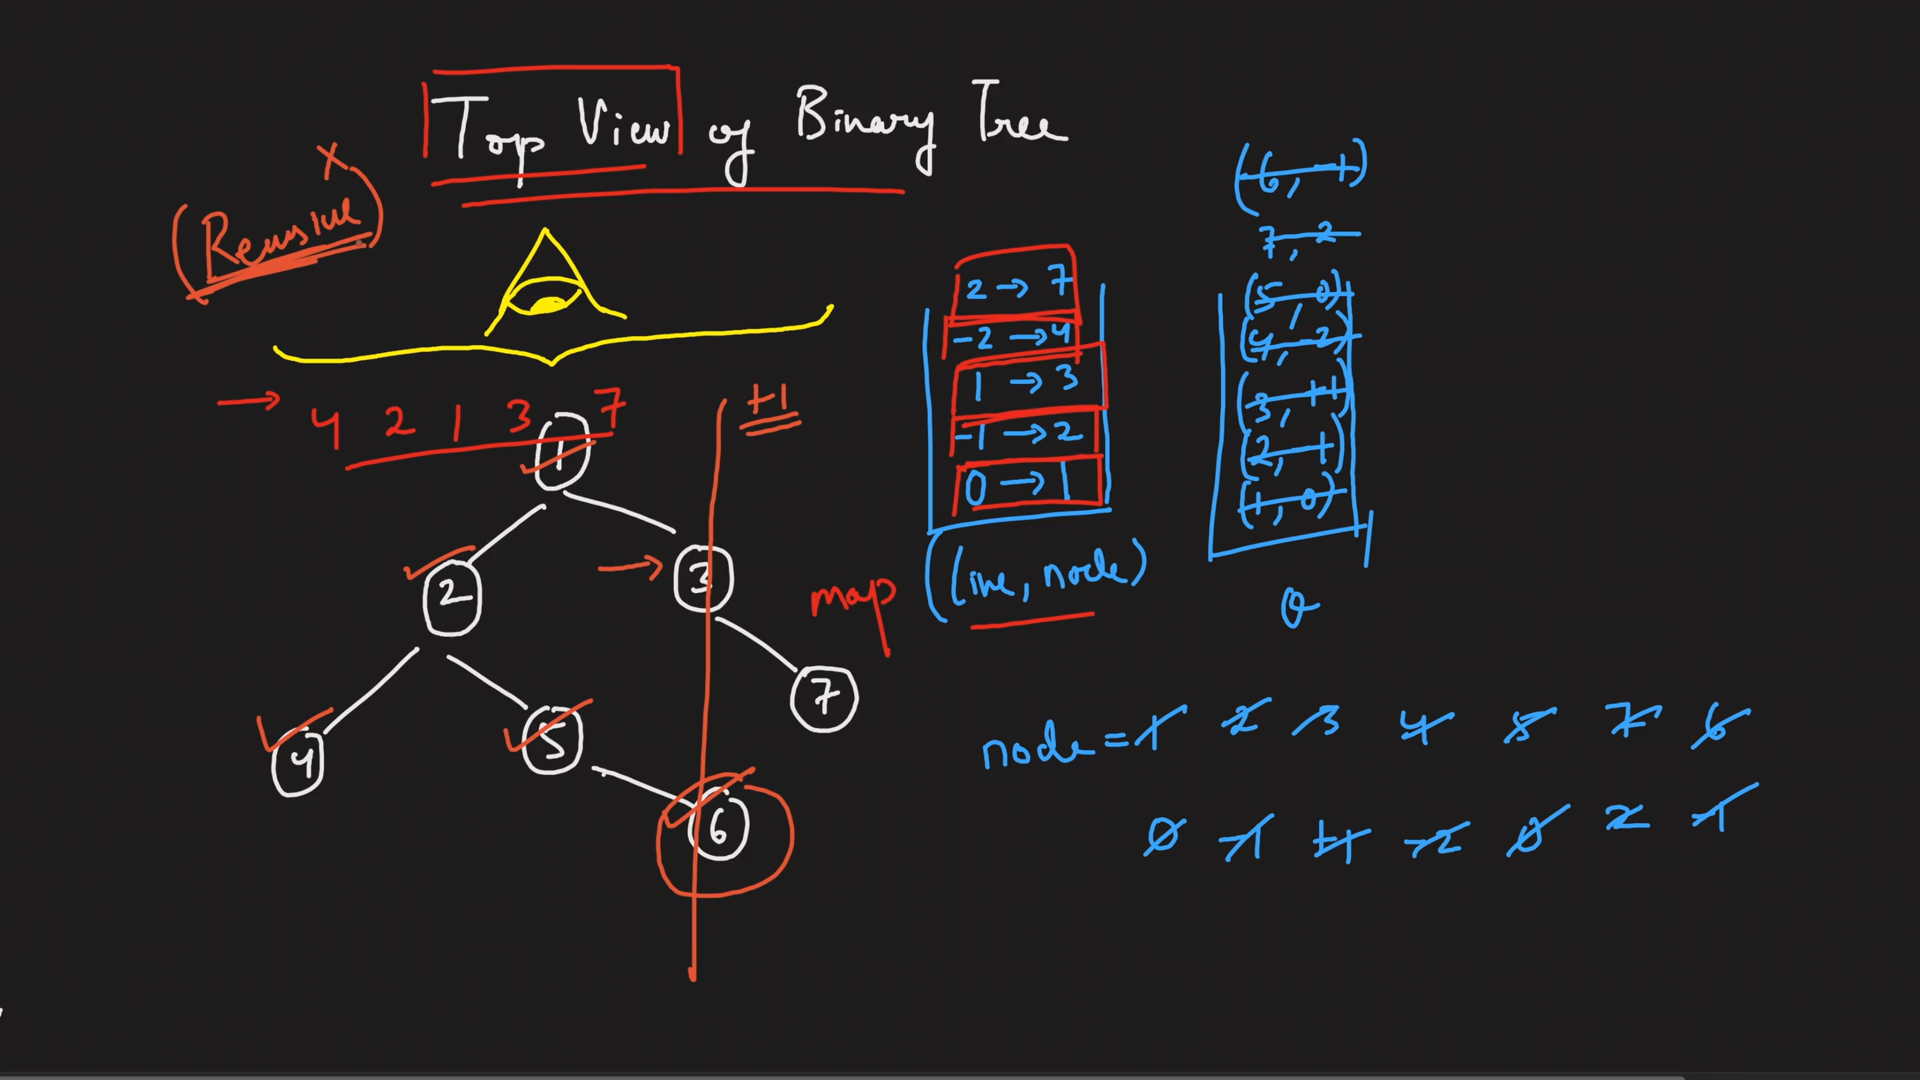 Top View of Binary Tree
x
(Recursive)
4 2 1 3 7
+1
1
2
3
4
5
7
6
2 → 7
-2 → 4
1 → 3
-1 → 2
0 → 1
(line, node)
map
(6, +1)
7, 2
(5, 0)
(4, -2)
(3, +1)
(2, -1)
(1, 0)
Q
node = 1 2 3 4 5 7 6
0 -1 +1 -2 0 2 1